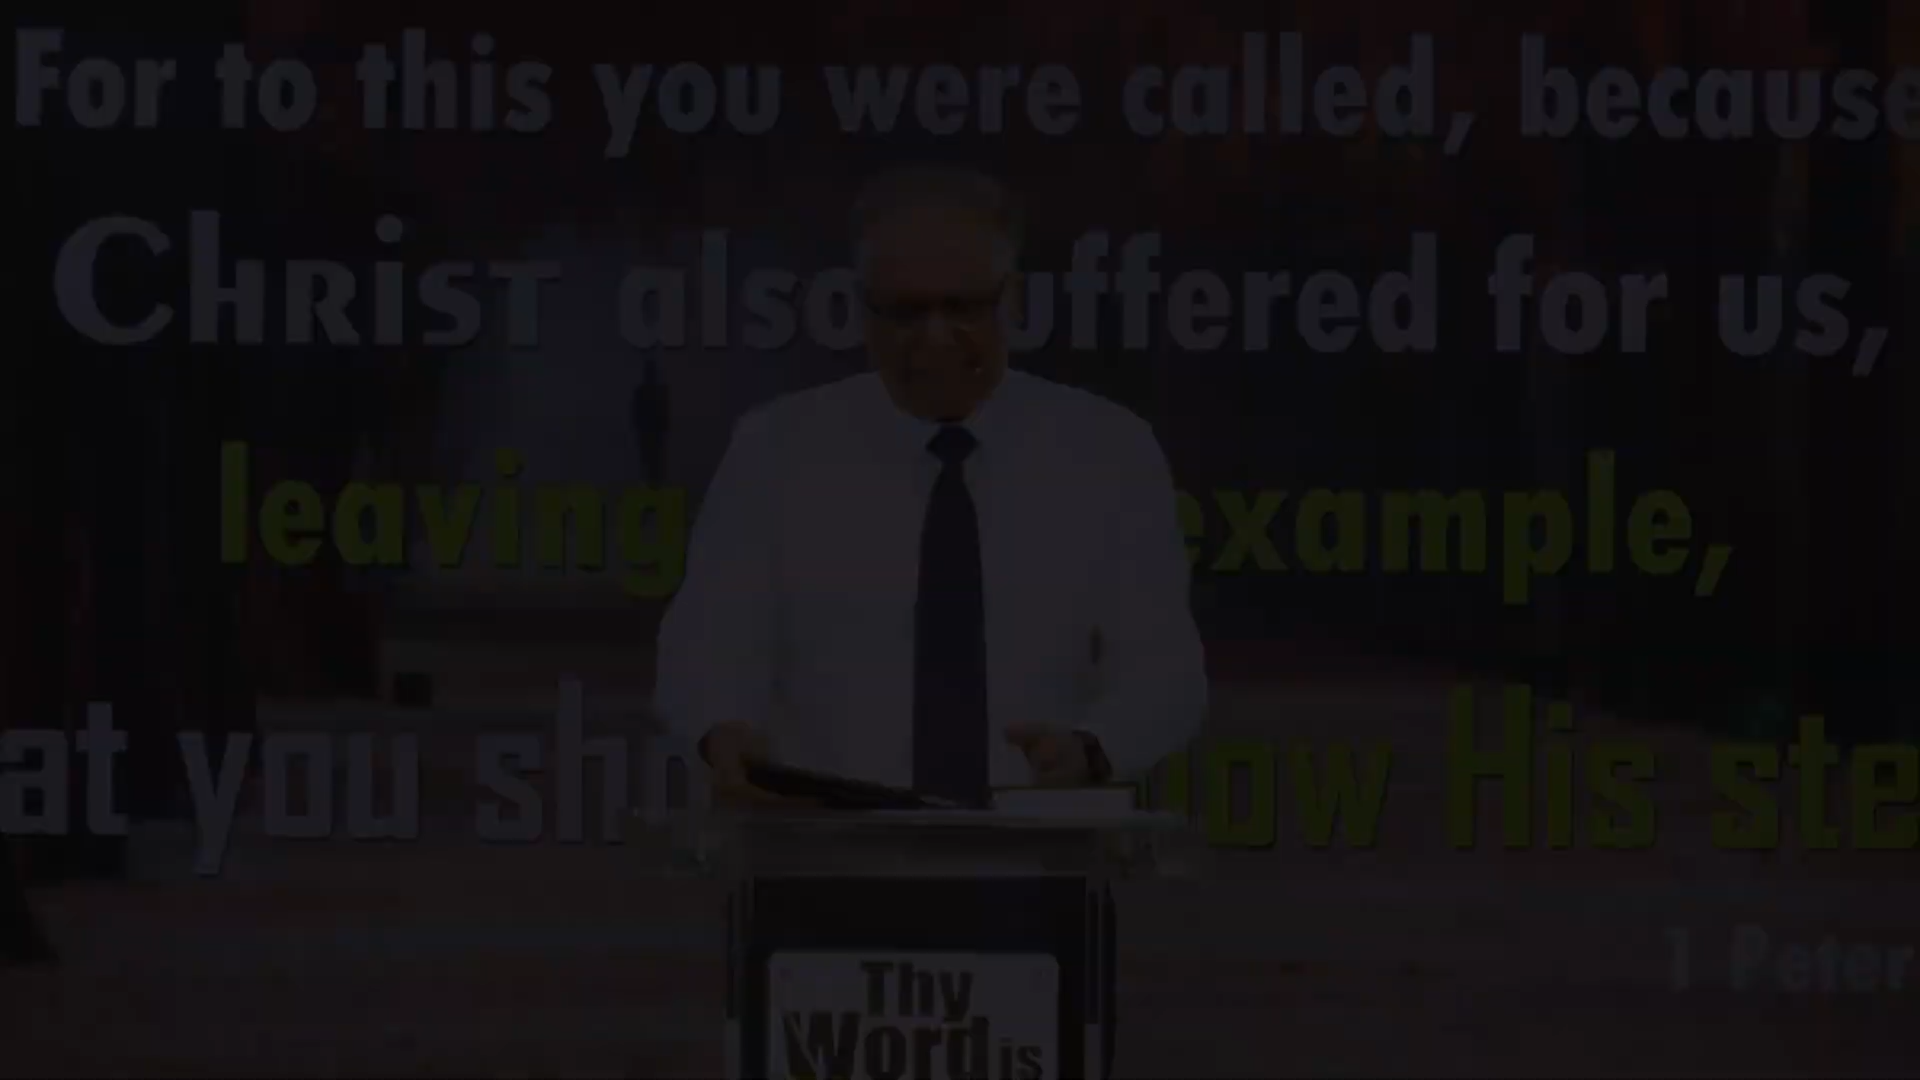 For to this you were called, because
Christ also uffered for us,
leaving example,
at you sho ow His ste
1 Peter
Thy
Word is